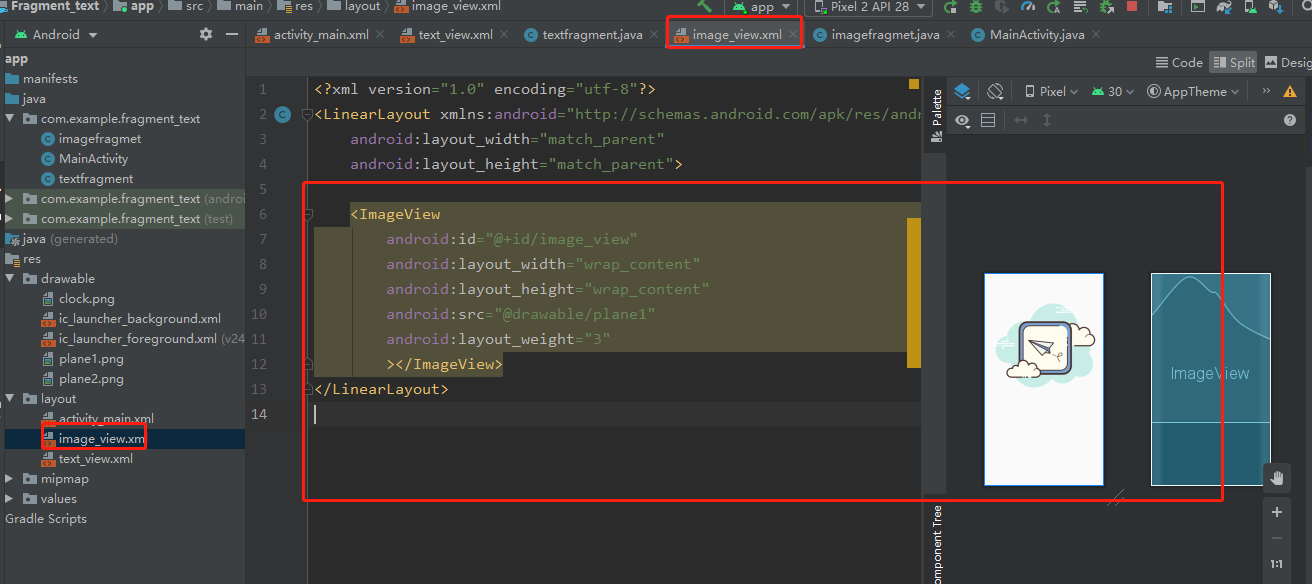 Fragment_text app src main res layout image_view.xml app Pixel 2 API 28
Android activity_main.xml text_view.xml textfragment.java image_view.xml imagefragmet.java MainActivity.java
app
manifests
java
com.example.fragment_text
imagefragmet
MainActivity
textfragment
com.example.fragment_text (androi
com.example.fragment_text (test)
java (generated)
res
drawable
clock.png
ic_launcher_background.xml
ic_launcher_foreground.xml (v24
plane1.png
plane2.png
layout
activity_main.xml
image_view.xm
text_view.xml
mipmap
values
Gradle Scripts
Code Split Desig
1 <?xml version="1.0" encoding="utf-8"?>
2 <LinearLayout xmlns:android="http://schemas.android.com/apk/res/andr
3 android:layout_width="match_parent"
4 android:layout_height="match_parent">
5
6 <ImageView
7 android:id="@+id/image_view"
8 android:layout_width="wrap_content"
9 android:layout_height="wrap_content"
10 android:src="@drawable/plane1"
11 android:layout_weight="3"
12 ></ImageView>
13 </LinearLayout>
14
Palette
Pixel 30 AppTheme
ImageView
omponent Tree
1:1